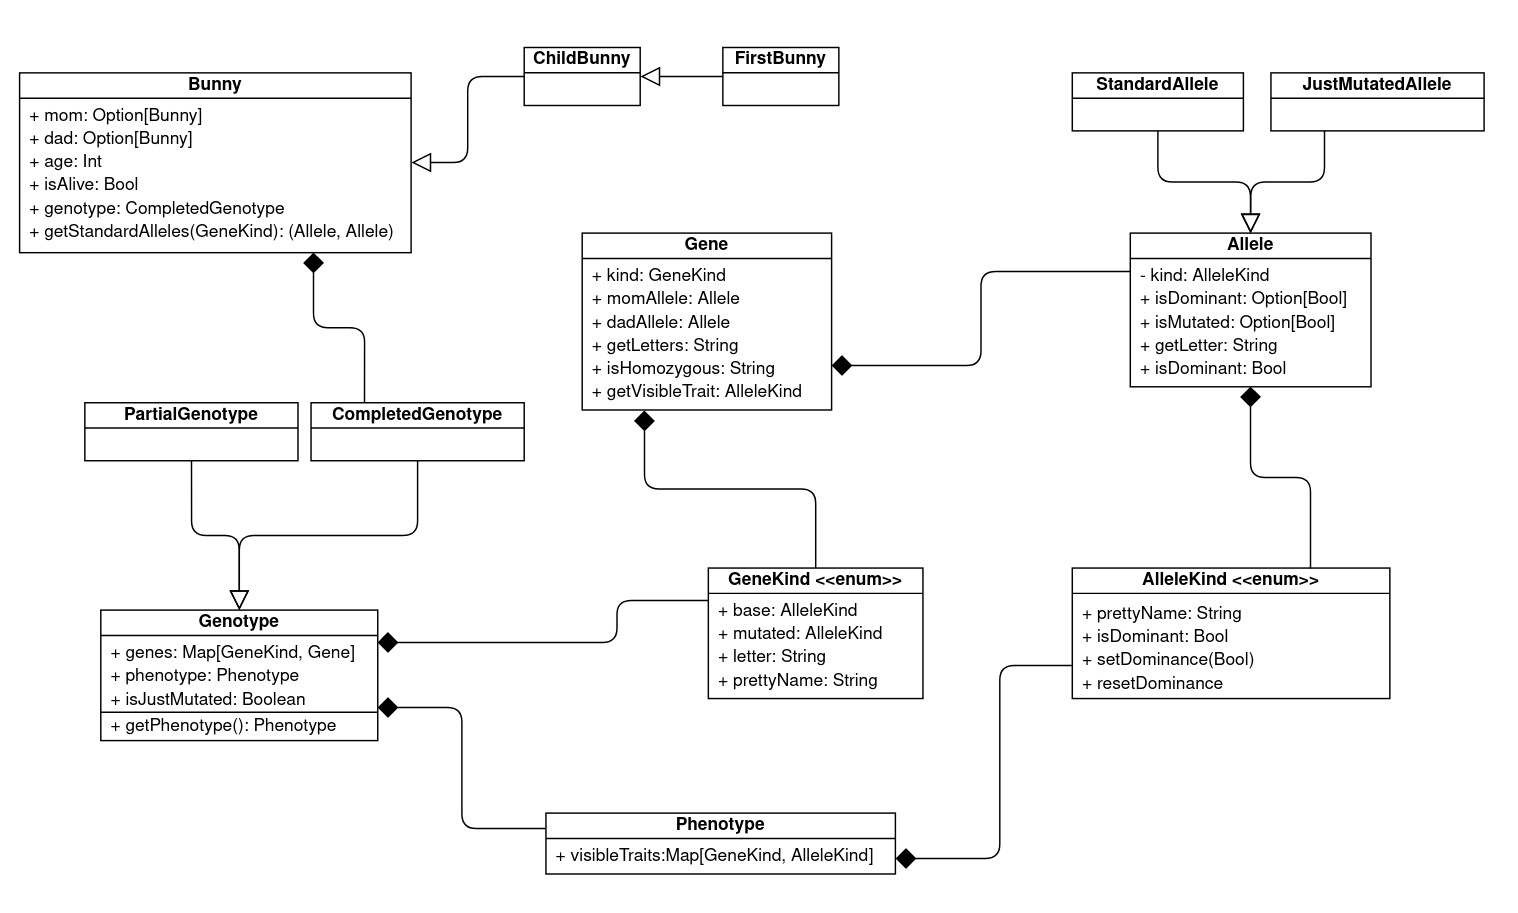 ChildBunny
FirstBunny
Bunny
+ mom: Option[Bunny]
+ dad: Option[Bunny]
+ age: Int
+ isAlive: Bool
+ genotype: CompletedGenotype
+ getStandardAlleles(GeneKind): (Allele, Allele)
StandardAllele
JustMutatedAllele
Gene
+ kind: GeneKind
+ momAllele: Allele
+ dadAllele: Allele
+ getLetters: String
+ isHomozygous: String
+ getVisibleTrait: AlleleKind
Allele
- kind: AlleleKind
+ isDominant: Option[Bool]
+ isMutated: Option[Bool]
+ getLetter: String
+ isDominant: Bool
PartialGenotype
CompletedGenotype
Genotype
+ genes: Map[GeneKind, Gene]
+ phenotype: Phenotype
+ isJustMutated: Boolean
+ getPhenotype(): Phenotype
GeneKind <<enum>>
+ base: AlleleKind
+ mutated: AlleleKind
+ letter: String
+ prettyName: String
AlleleKind <<enum>>
+ prettyName: String
+ isDominant: Bool
+ setDominance(Bool)
+ resetDominance
Phenotype
+ visibleTraits:Map[GeneKind, AlleleKind]